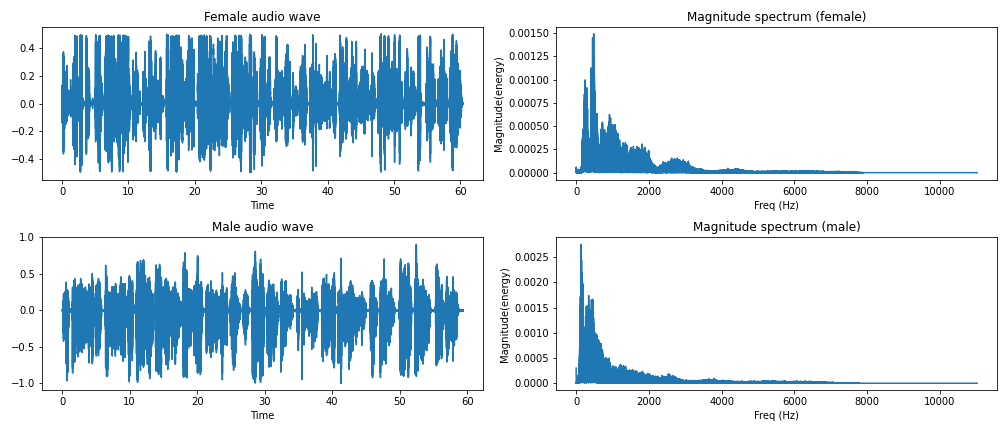 Female audio wave
0.4
0.2
0.0
−0.2
−0.4
0 10 20 30 40 50 60
Time
Magnitude spectrum (female)
Magnitude(energy)
0.00150
0.00125
0.00100
0.00075
0.00050
0.00025
0.00000
0 2000 4000 6000 8000 10000
Freq (Hz)
Male audio wave
1.0
0.5
0.0
−0.5
−1.0
0 10 20 30 40 50 60
Time
Magnitude spectrum (male)
Magnitude(energy)
0.0025
0.0020
0.0015
0.0010
0.0005
0.0000
0 2000 4000 6000 8000 10000
Freq (Hz)